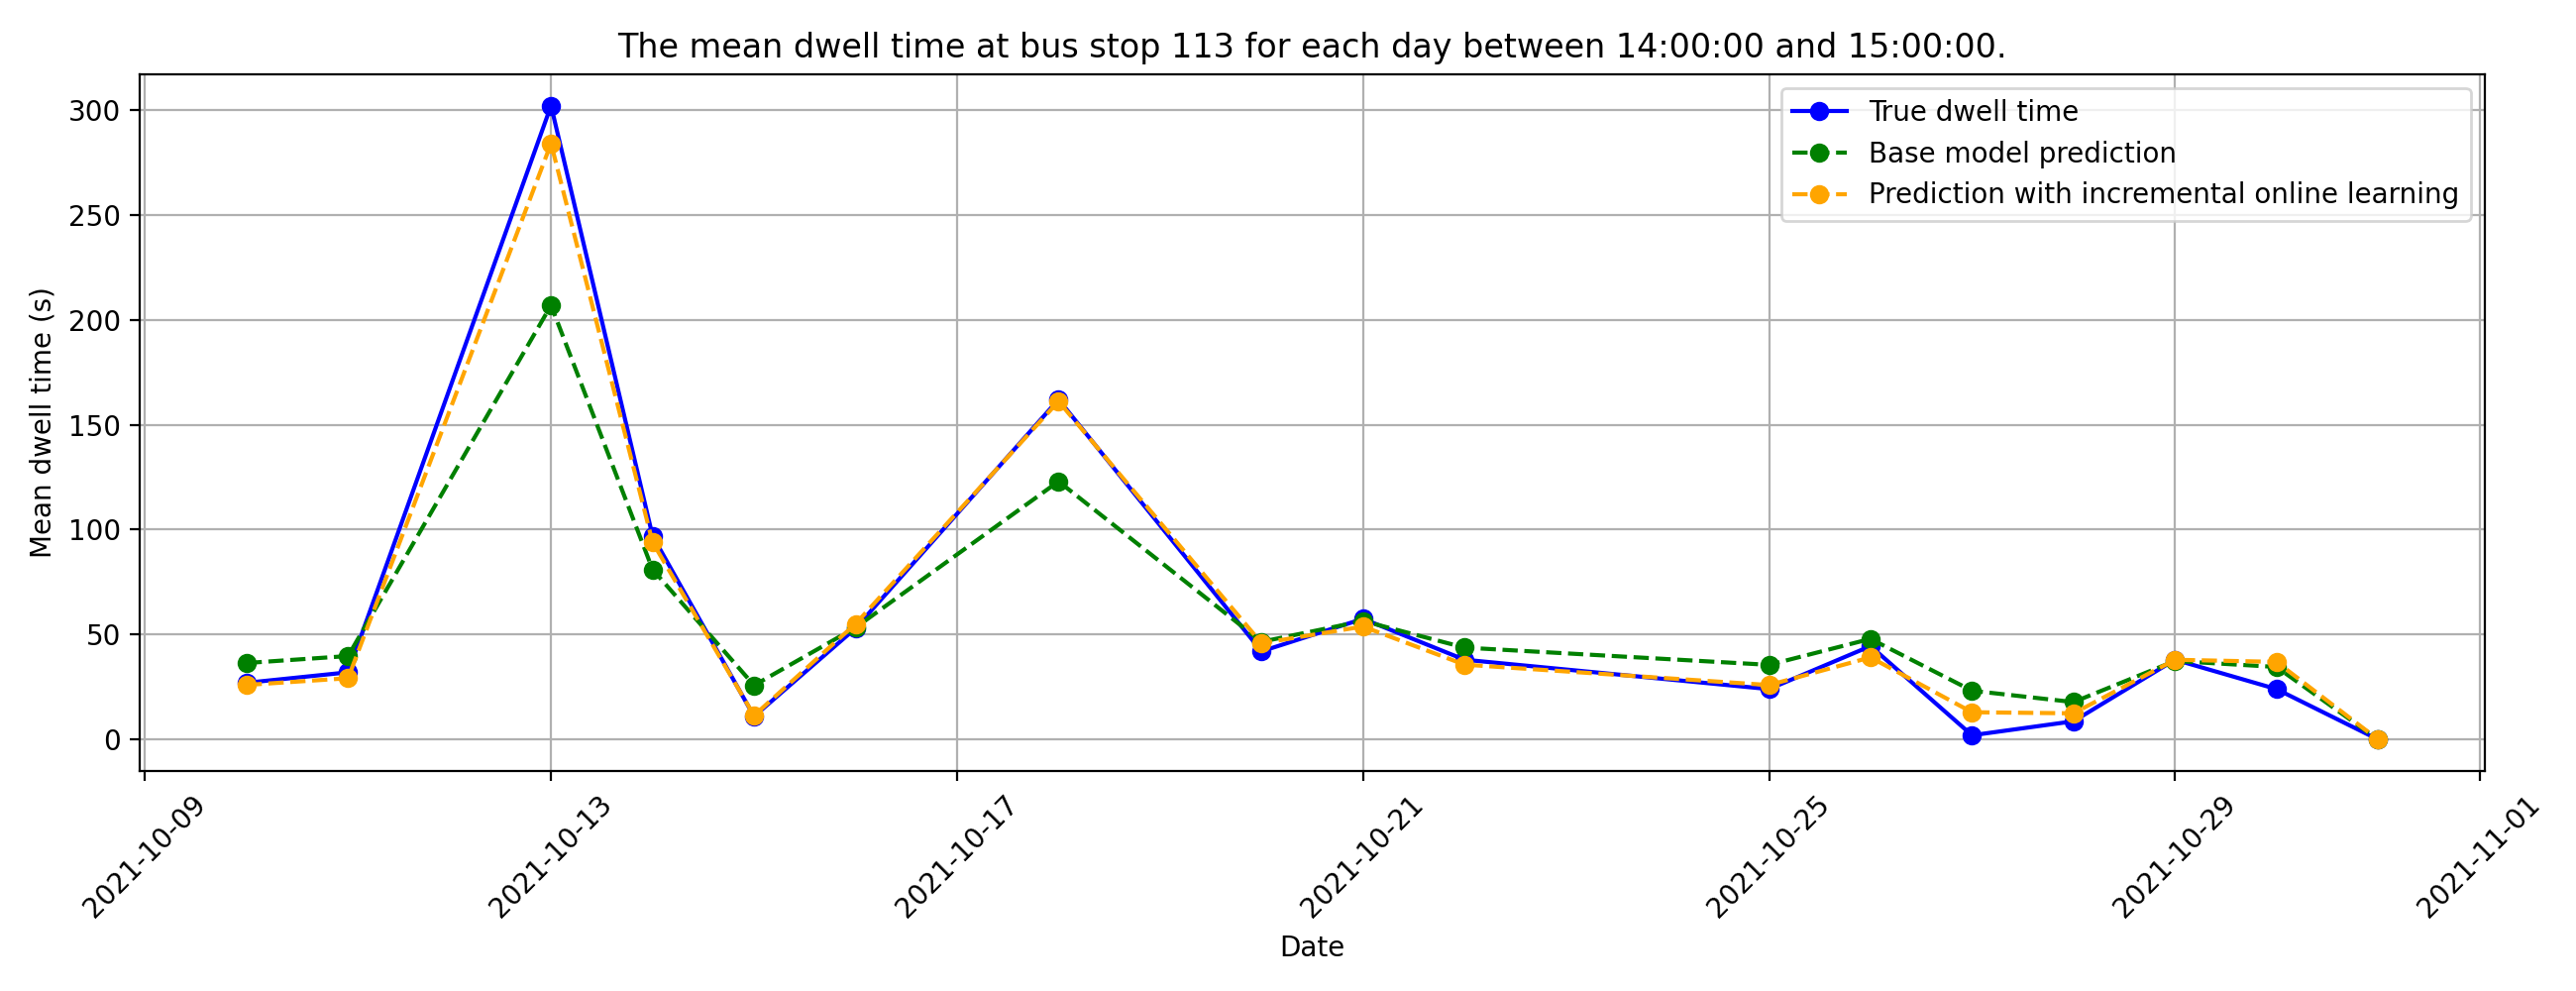 The mean dwell time at bus stop 113 for each day between 14:00:00 and 15:00:00.
Mean dwell time (s)
300
250
200
150
100
50
0
True dwell time
Base model prediction
Prediction with incremental online learning
2021-10-09
2021-10-13
2021-10-17
2021-10-21
2021-10-25
2021-10-29
2021-11-01
Date